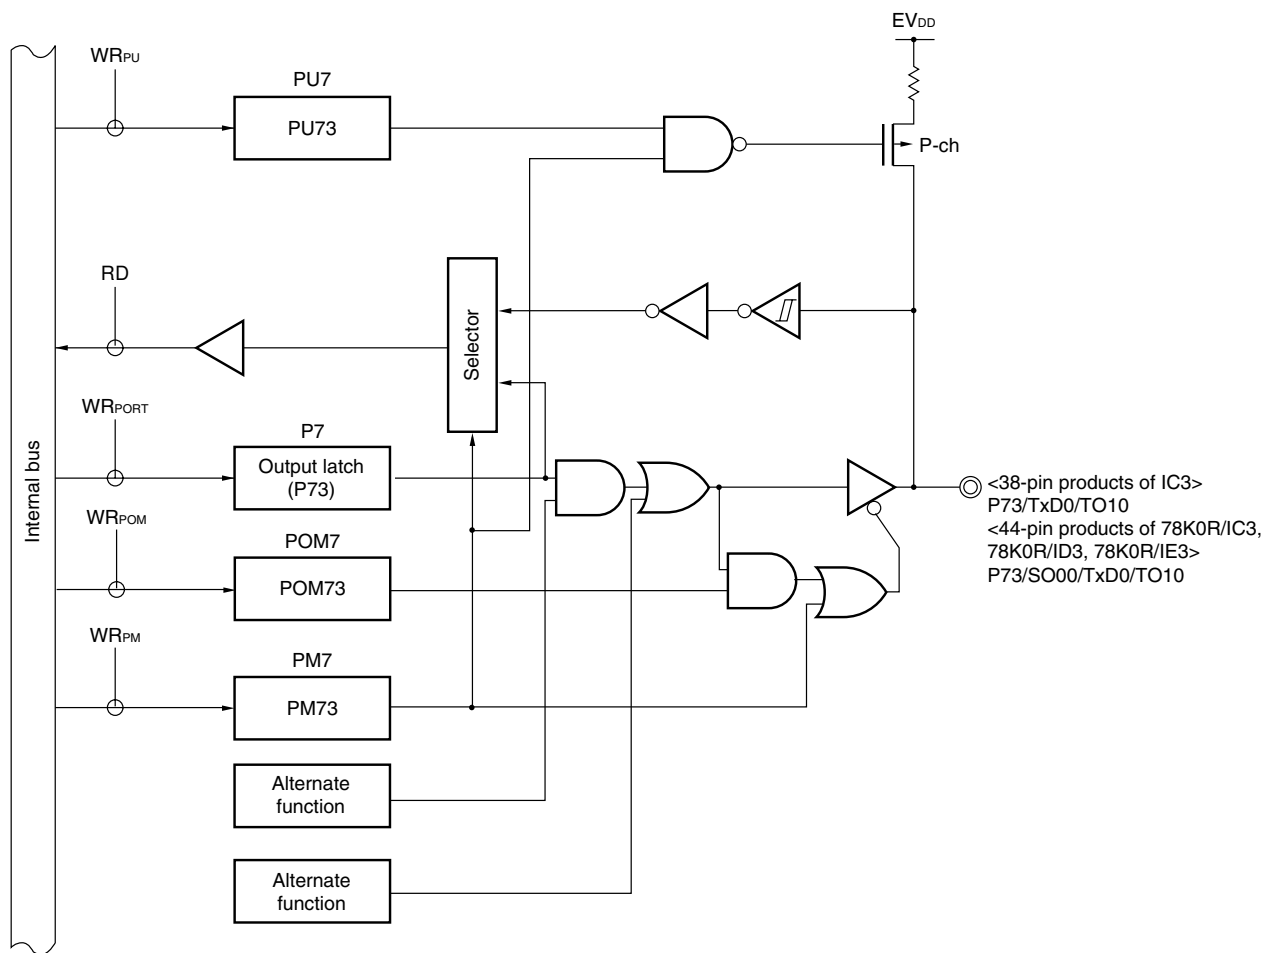 EVDD
WRPU
PU7
PU73
P-ch
RD
Selector
WRPORT
P7
Output latch
(P73)
Internal bus
<38-pin products of IC3>
P73/TxD0/TO10
<44-pin products of 78K0R/IC3,
78K0R/ID3, 78K0R/IE3>
P73/SO00/TxD0/TO10
WRPOM
POM7
POM73
WRPM
PM7
PM73
Alternate
function
Alternate
function